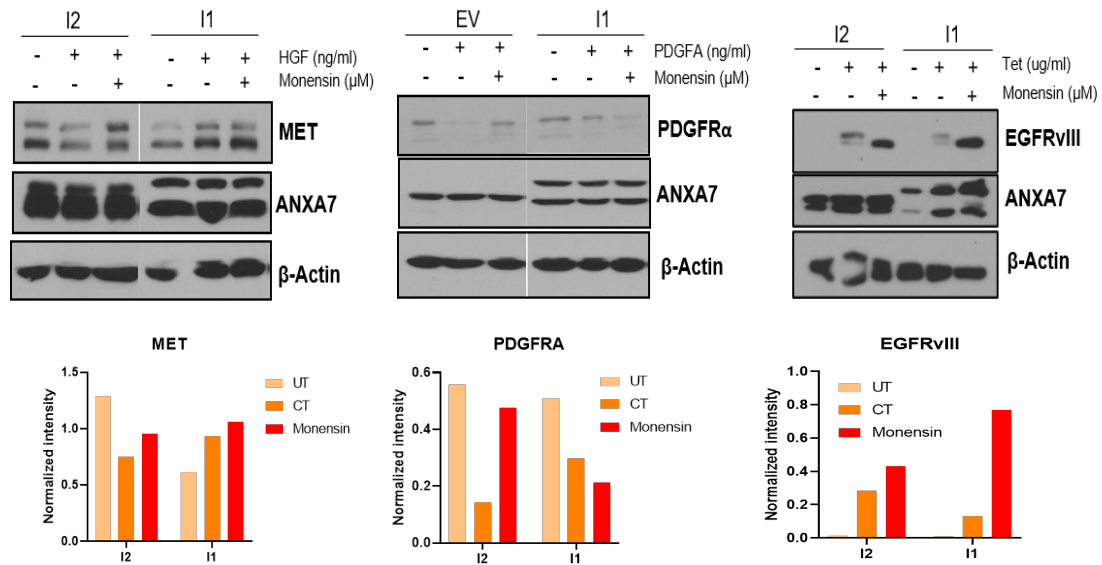 I2 I1
- + + - + + HGF (ng/ml)
- - + - - + Monensin (µM)
MET
ANXA7
β-Actin
EV I1
- + + - + + PDGFA (ng/ml)
- - + - - + Monensin (µM)
PDGFRα
ANXA7
β-Actin
I2 I1
- + + - + + Tet (ug/ml)
- - + - - + Monensin (µM)
EGFRvIII
ANXA7
β-Actin
MET
Normalized intensity
1.5
1.0
0.5
0.0
I2 I1
UT
CT
Monensin
PDGFRA
Normalized intensity
0.6
0.4
0.2
0.0
I2 I1
UT
CT
Monensin
EGFRvIII
Normalized intensity
1.0
0.8
0.6
0.4
0.2
0.0
I2 I1
UT
CT
Monensin